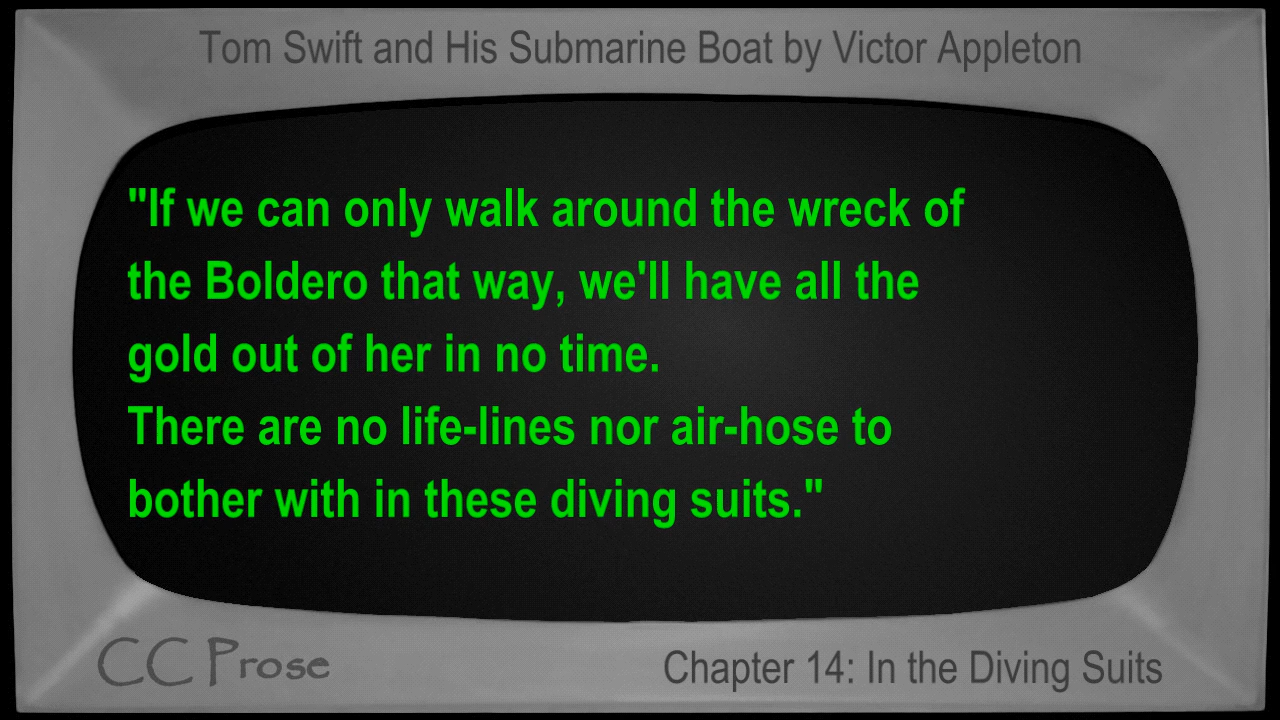 Tom Swift and His Submarine Boat by Victor Appleton
"If we can only walk around the wreck of
the Boldero that way, we'll have all the
gold out of her in no time.
There are no life-lines nor air-hose to
bother with in these diving suits."
CC Prose
Chapter 14: In the Diving Suits